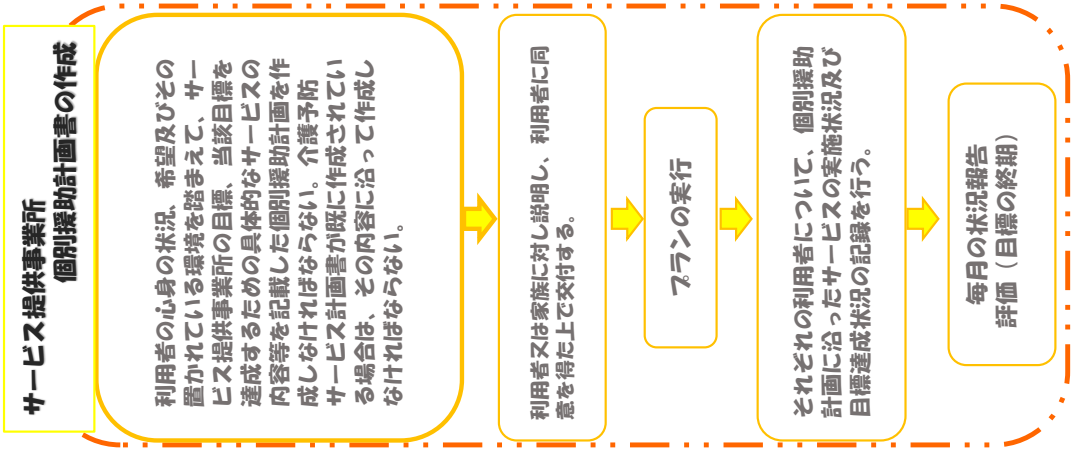 サービス提供事業所
個別援助計画書の作成
利用者の心身の状況、希望及びその
置かれている環境を踏まえて、サー
ビス提供事業所の目標、当該目標を
達成するための具体的なサービスの
内容等を記載した個別援助計画を作
成しなければならない。介護予防
サービス計画書が既に作成されてい
る場合は、その内容に沿って作成し
なければならない。
利用者又は家族に対し説明し、利用者に同
意を得た上で交付する。
プランの実行
それぞれの利用者について、個別援助
計画に沿ったサービスの実施状況及び
目標達成状況の記録を行う。
毎月の状況報告
評価（目標の終期）